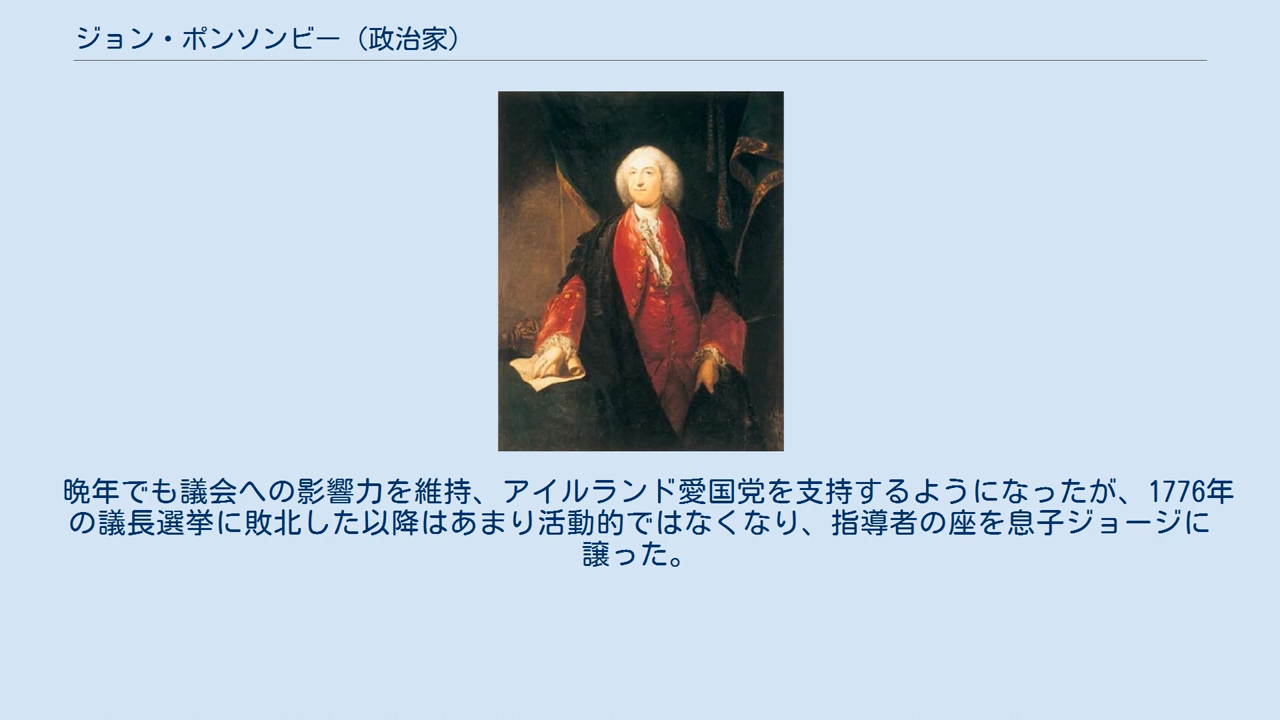 ジョン・ポンソンビー（政治家）
晩年でも議会への影響力を維持、アイルランド愛国党を支持するようになったが、1776年
の議長選挙に敗北した以降はあまり活動的ではなくなり、指導者の座を息子ジョージに
譲った。